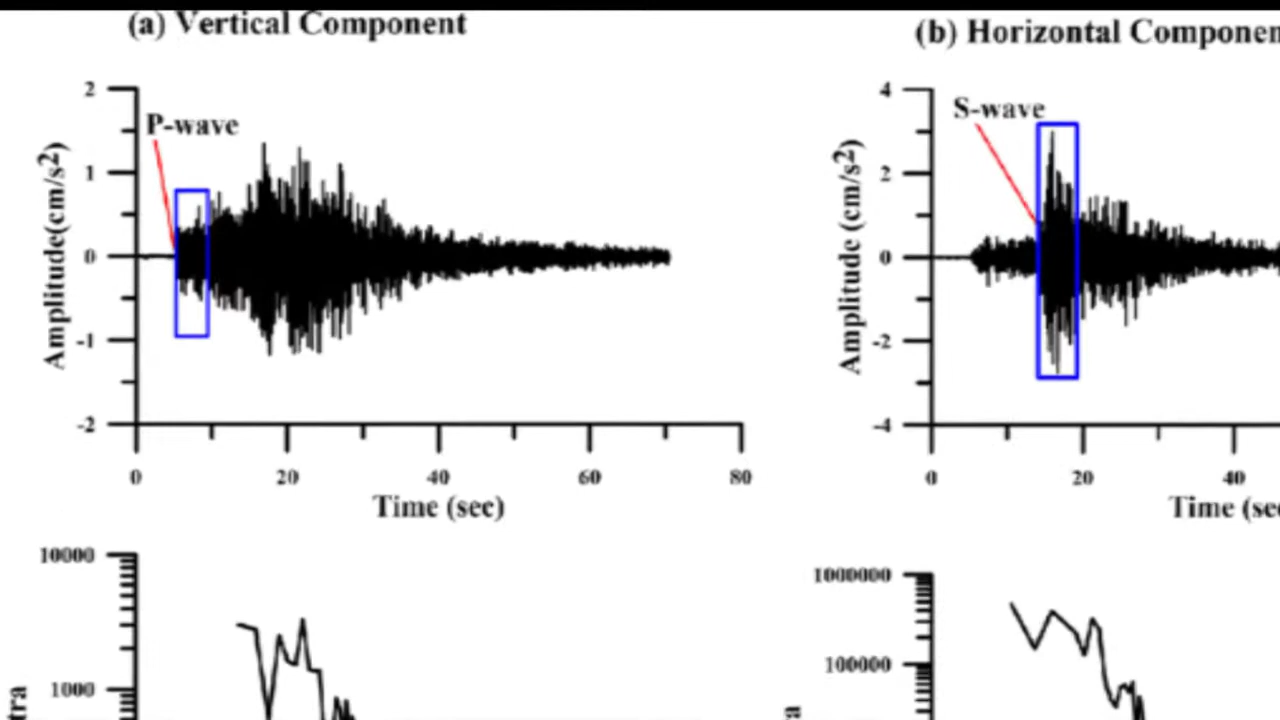 (a) Vertical Component
(b) Horizontal Componen
2
P-wave
1
0
-1
-2
Amplitude(cm/s2)
0
20
40
60
80
Time (sec)
4
S-wave
2
0
-2
-4
Amplitude (cm/s2)
0
20
40
Time (sec
10000
1000
tra
1000000
100000
ra